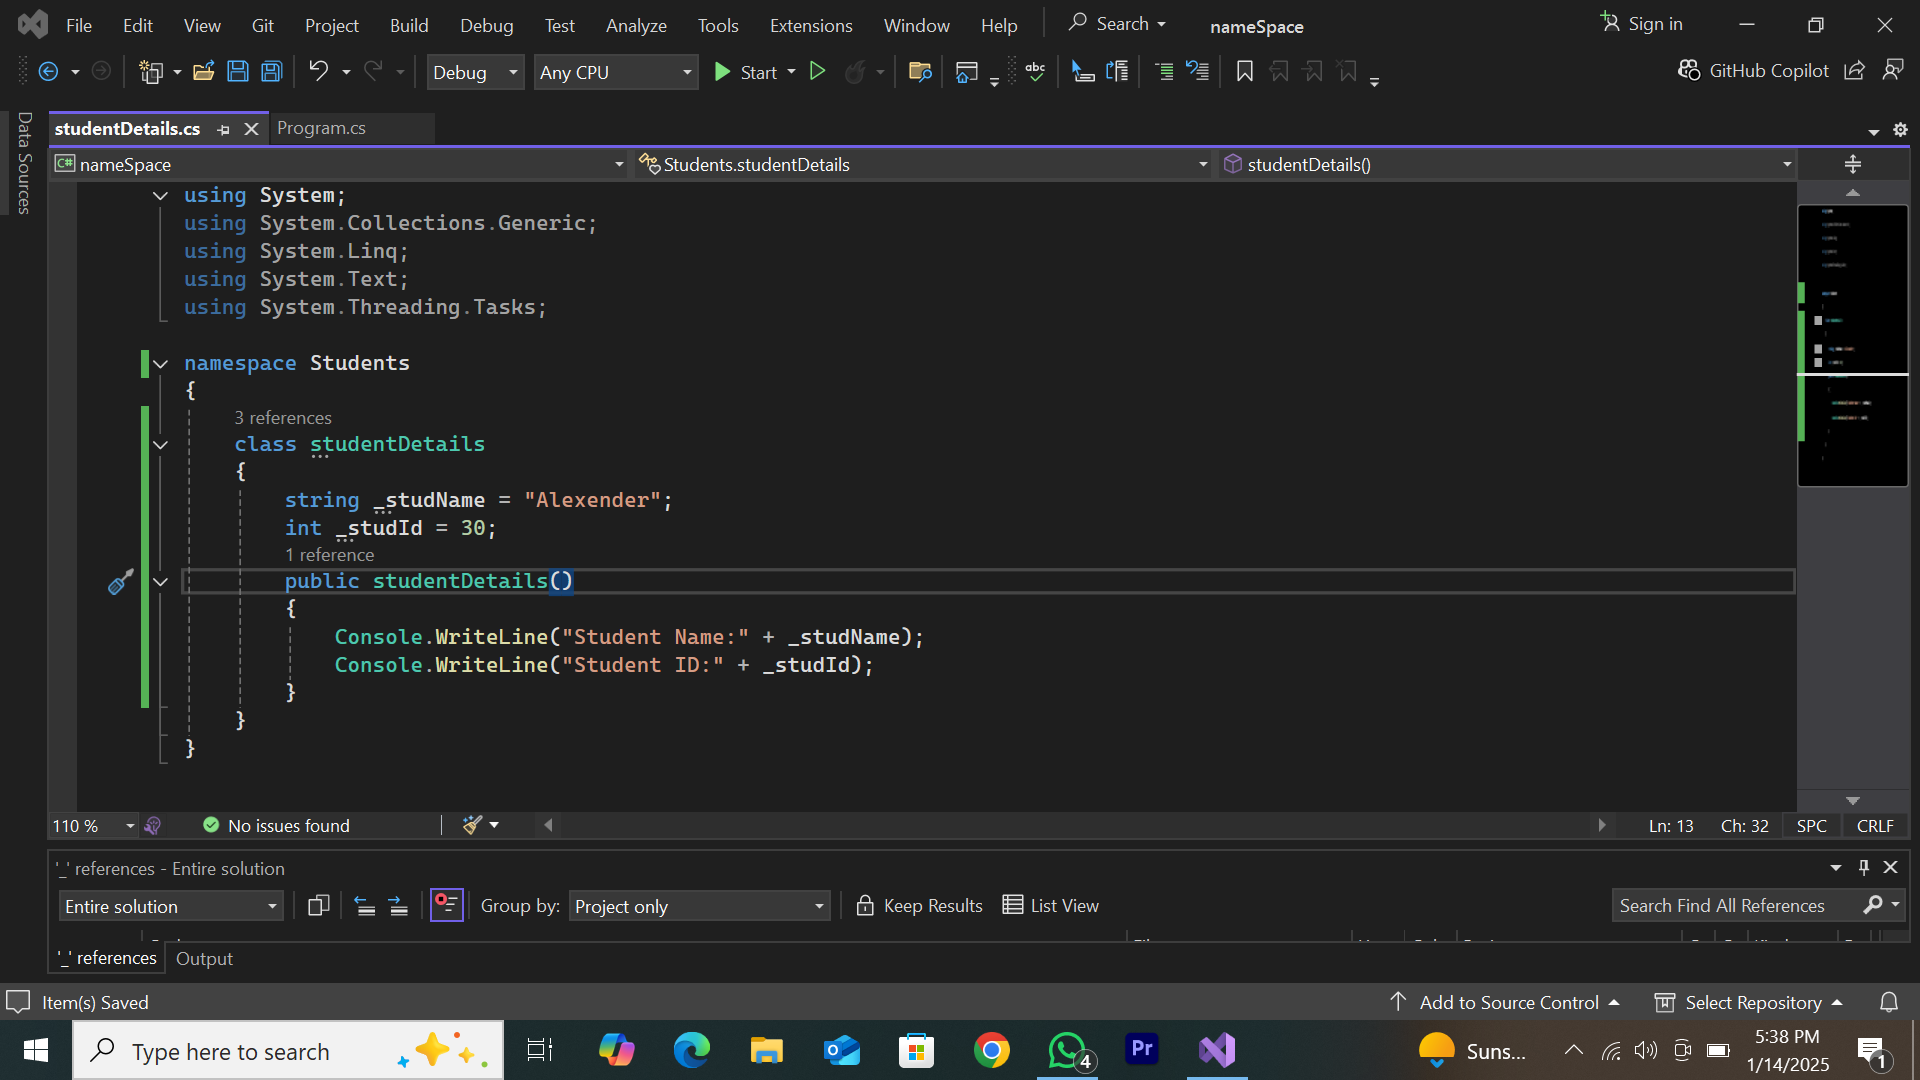 File Edit View Git Project Build Debug Test Analyze Tools Extensions Window Help Search nameSpace Sign in
Debug Any CPU Start abc GitHub Copilot
Data Sources
studentDetails.cs Program.cs
C# nameSpace Students.studentDetails studentDetails()
using System;
using System.Collections.Generic;
using System.Linq;
using System.Text;
using System.Threading.Tasks;
namespace Students
{
3 references
class studentDetails
{
string _studName = "Alexender";
int _studId = 30;
1 reference
public studentDetails()
{
Console.WriteLine("Student Name:" + _studName);
Console.WriteLine("Student ID:" + _studId);
}
}
}
110 % No issues found Ln: 13 Ch: 32 SPC CRLF
'_' references - Entire solution
Entire solution Group by: Project only Keep Results List View Search Find All References
'_' references Output
Item(s) Saved Add to Source Control Select Repository
Type here to search 4 Pr Suns... 5:38 PM
1/14/2025 1